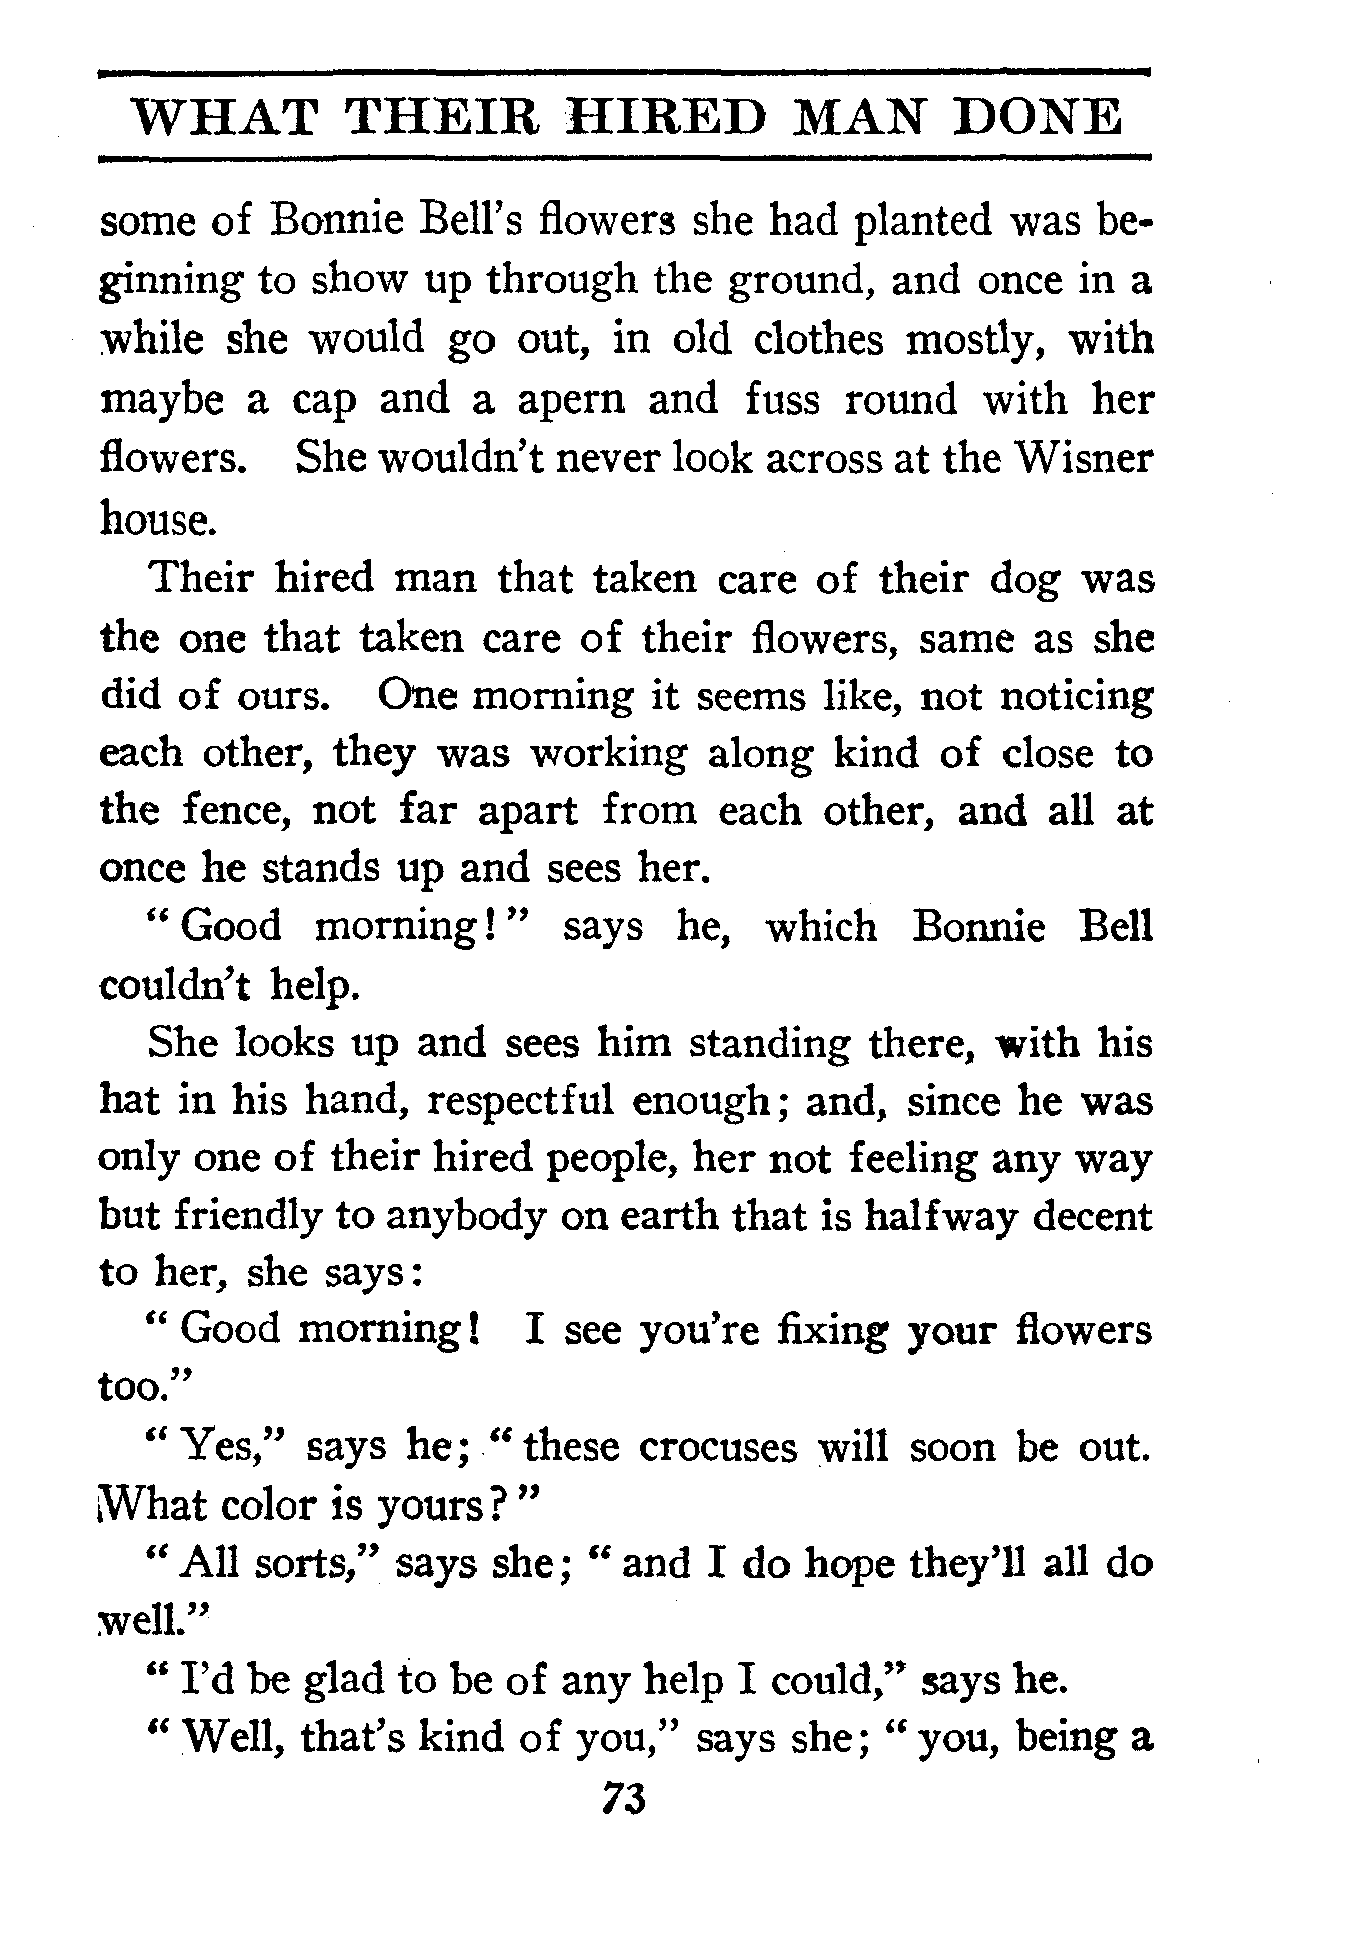 WHAT THEIR HIRED MAN DONE
some of Bonnie Bell's flowers she had planted was be-
ginning to show up through the ground, and once in a
while she would go out, in old clothes mostly, with
maybe a cap and a apern and fuss round with her
flowers. She wouldn't never look across at the Wisner
house.
Their hired man that taken care of their dog was
the one that taken care of their flowers, same as she
did of ours. One morning it seems like, not noticing
each other, they was working along kind of close to
the fence, not far apart from each other, and all at
once he stands up and sees her.
"Good morning!" says he, which Bonnie Bell
couldn't help.
She looks up and sees him standing there, with his
hat in his hand, respectful enough; and, since he was
only one of their hired people, her not feeling any way
but friendly to anybody on earth that is halfway decent
to her, she says:
"Good morning! I see you're fixing your flowers
too."
"Yes," says he; "these crocuses will soon be out.
What color is yours?"
"All sorts," says she; "and I do hope they'll all do
well."
"I'd be glad to be of any help I could," says he.
"Well, that's kind of you," says she; "you, being a
73